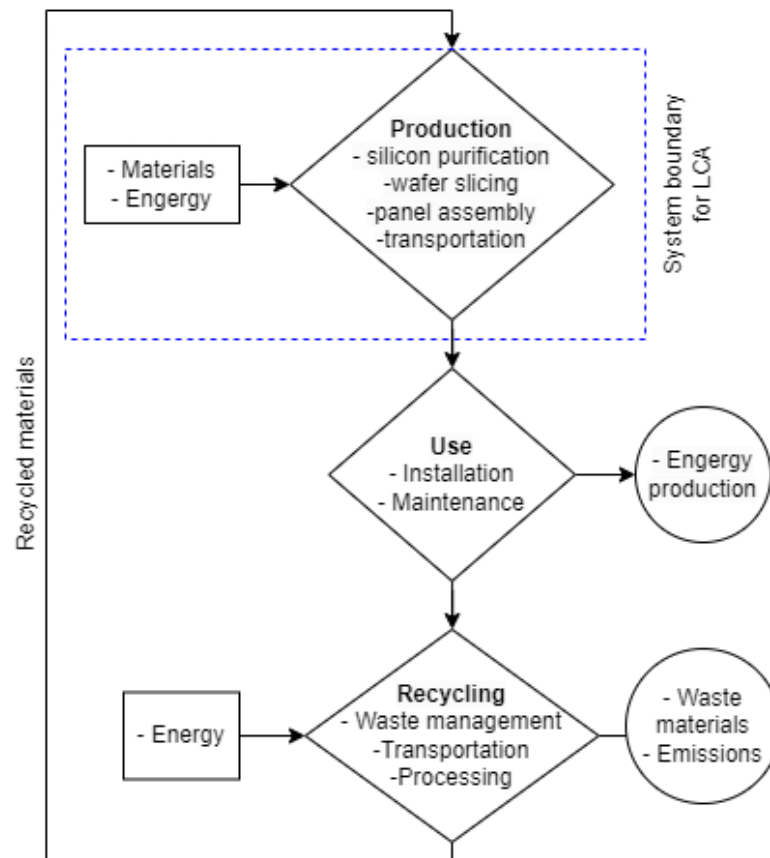 Production
- silicon purification
-wafer slicing
-panel assembly
-transportation
- Materials
- Engergy
System boundary
for LCA
Recycled materials
Use
- Installation
- Maintenance
- Engergy
production
Recycling
- Waste management
-Transportation
-Processing
- Energy
- Waste
materials
- Emissions